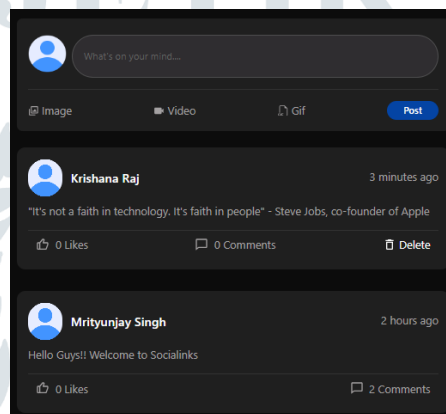 What's on your mind....
Image Video Gif Post
Krishana Raj 3 minutes ago
"It's not a faith in technology. It's faith in people" - Steve Jobs, co-founder of Apple
0 Likes 0 Comments Delete
Mrityunjay Singh 2 hours ago
Hello Guys!! Welcome to Socialinks
0 Likes 2 Comments